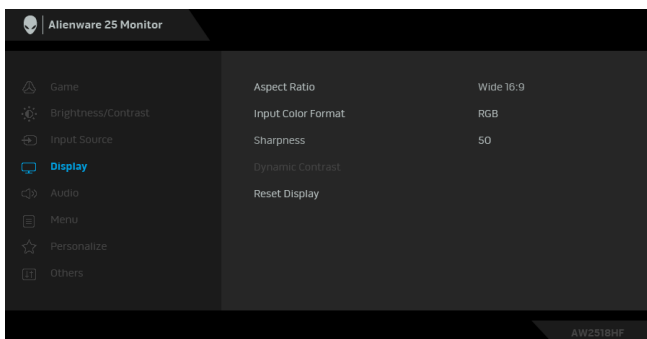 Alienware 25 Monitor
Game
Aspect Ratio Wide 16:9
Brightness/Contrast
Input Color Format RGB
Input Source
Sharpness 50
Display
Dynamic Contrast
Audio
Reset Display
Menu
Personalize
Others
AW2518HF